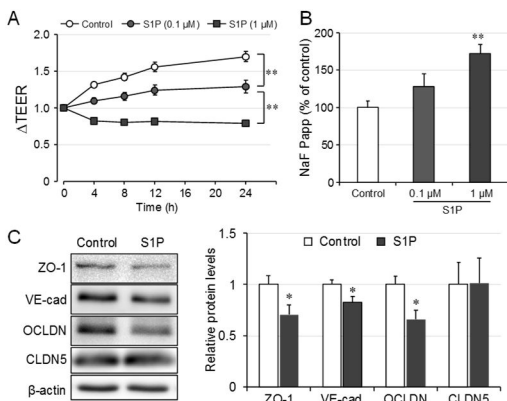 A
Control S1P (0.1 μM) S1P (1 μM)
ΔTEER
2.0
1.5
1.0
0.5
0
**
**
0 4 8 12 16 20 24
Time (h)
B
NaF Papp (% of control)
200
150
100
50
0
**
Control 0.1 μM 1 μM
S1P
C
Control S1P
ZO-1
VE-cad
OCLDN
CLDN5
β-actin
Control S1P
Relative protein levels
1.5
1
0.5
0
* * *
ZO-1 VE-cad OCLDN CLDN5